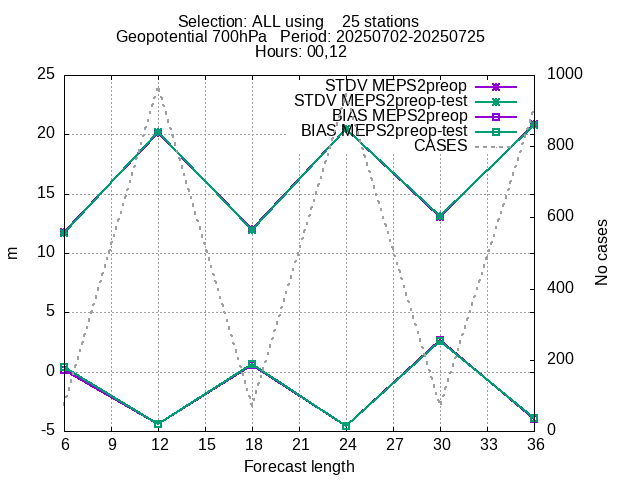 Selection: ALL using    25 stations
Geopotential 700hPa   Period: 20250702-20250725
Hours: 00,12
STDV MEPS2preop
STDV MEPS2preop-test
BIAS MEPS2preop
BIAS MEPS2preop-test
CASES
25
20
15
10
5
0
-5
m
1000
800
600
400
200
0
No cases
6 9 12 15 18 21 24 27 30 33 36
Forecast length